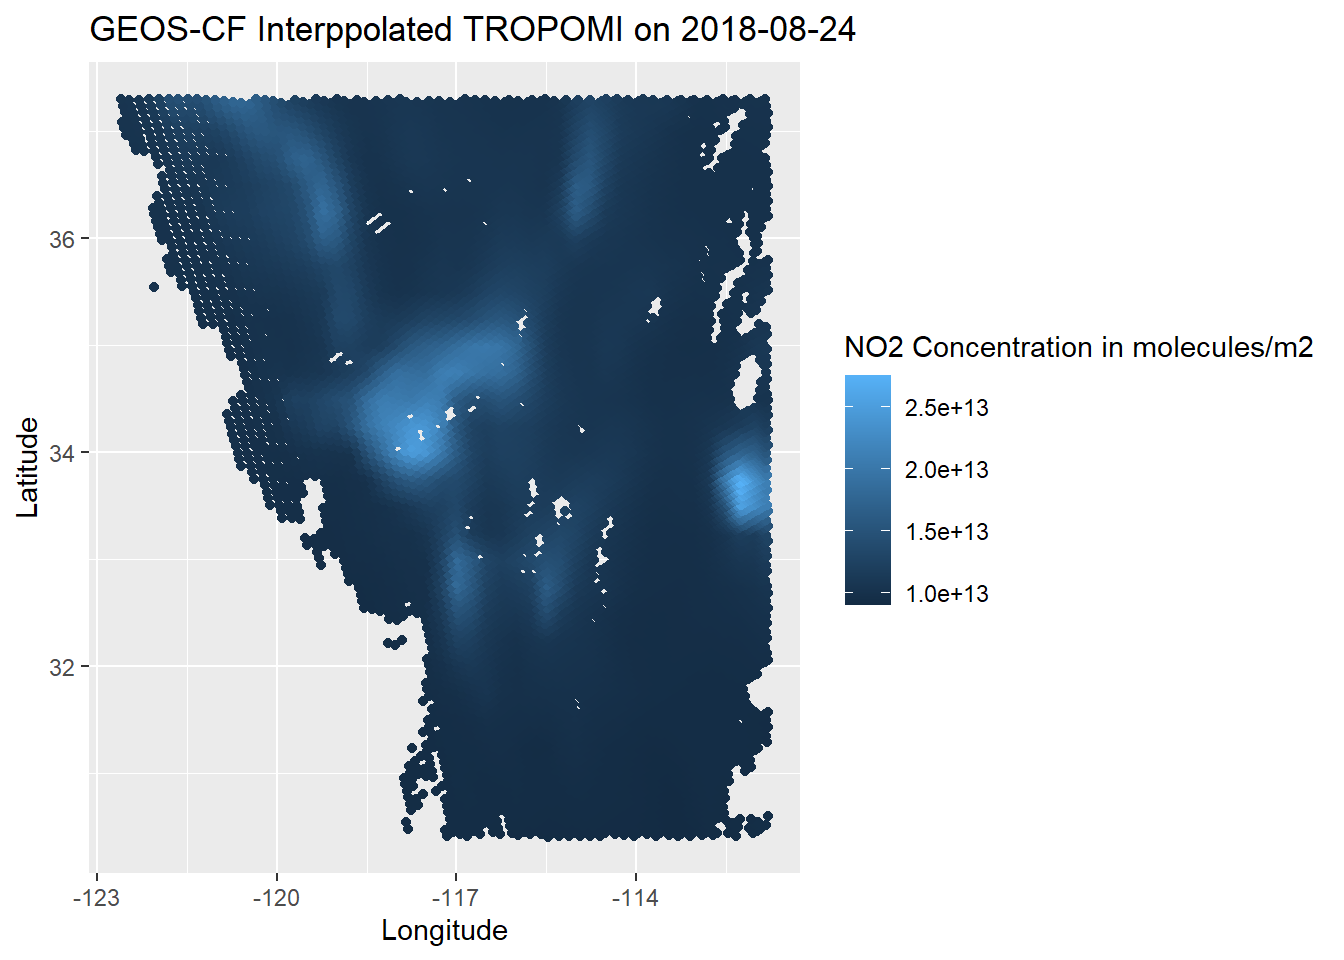 GEOS-CF Interppolated TROPOMI on 2018-08-24
36
34
32
Latitude
-123
-120
-117
-114
Longitude
NO2 Concentration in molecules/m2
2.5e+13
2.0e+13
1.5e+13
1.0e+13